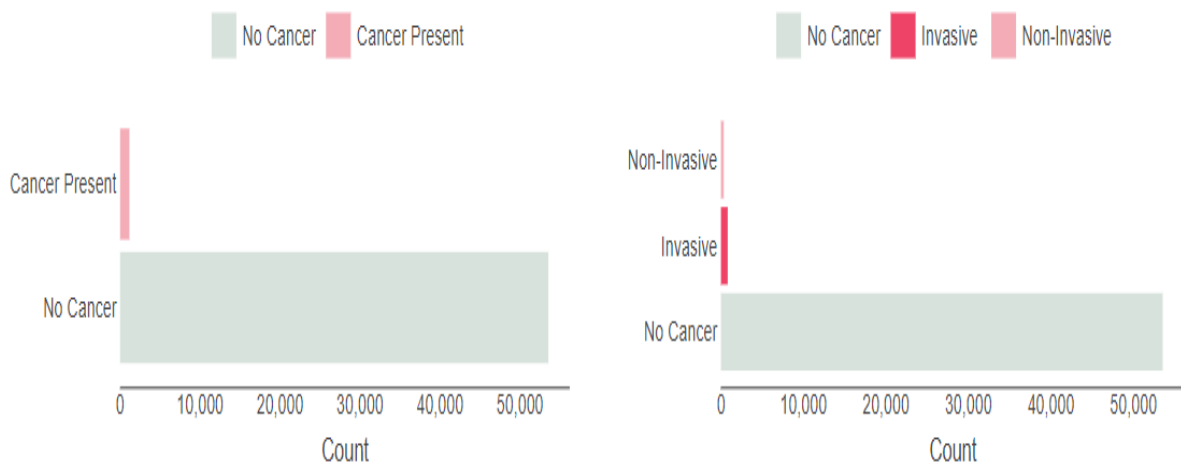 No Cancer Cancer Present
Cancer Present
No Cancer
0 10,000 20,000 30,000 40,000 50,000
Count
No Cancer Invasive Non-Invasive
Non-Invasive
Invasive
No Cancer
0 10,000 20,000 30,000 40,000 50,000
Count